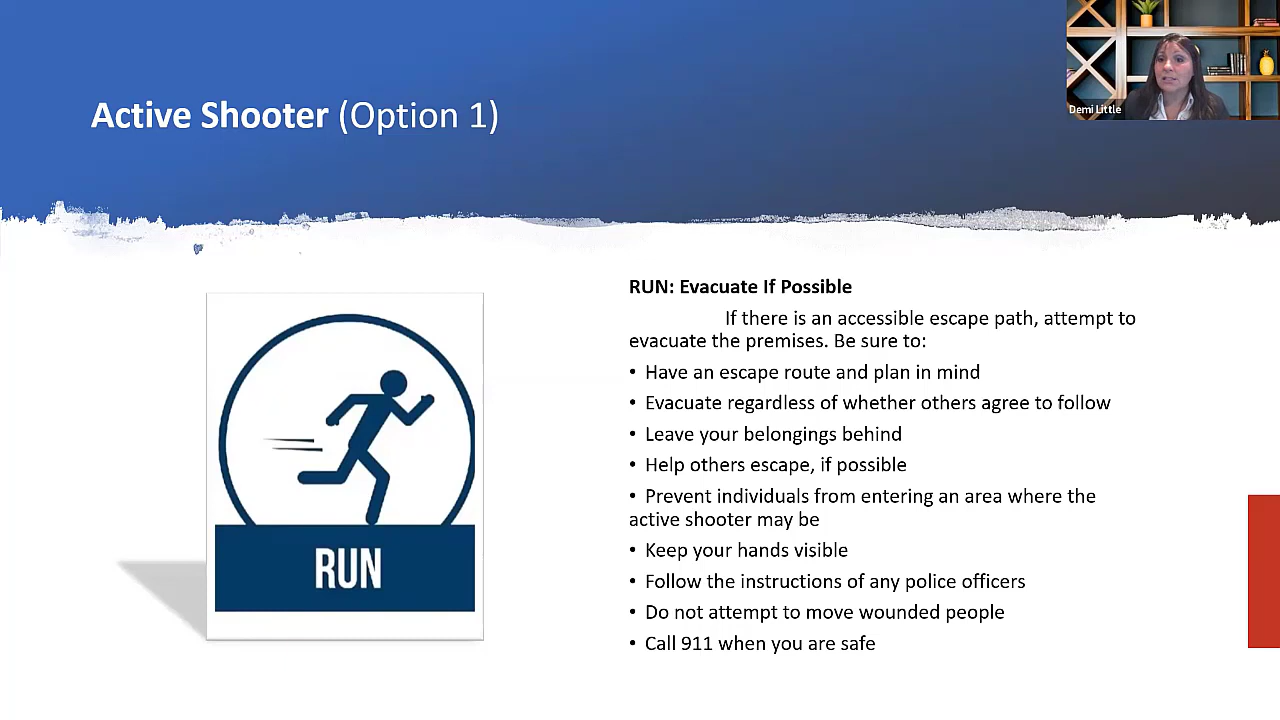 Demi Little
Active Shooter (Option 1)
RUN
RUN: Evacuate If Possible
If there is an accessible escape path, attempt to
evacuate the premises. Be sure to:
• Have an escape route and plan in mind
• Evacuate regardless of whether others agree to follow
• Leave your belongings behind
• Help others escape, if possible
• Prevent individuals from entering an area where the
active shooter may be
• Keep your hands visible
• Follow the instructions of any police officers
• Do not attempt to move wounded people
• Call 911 when you are safe